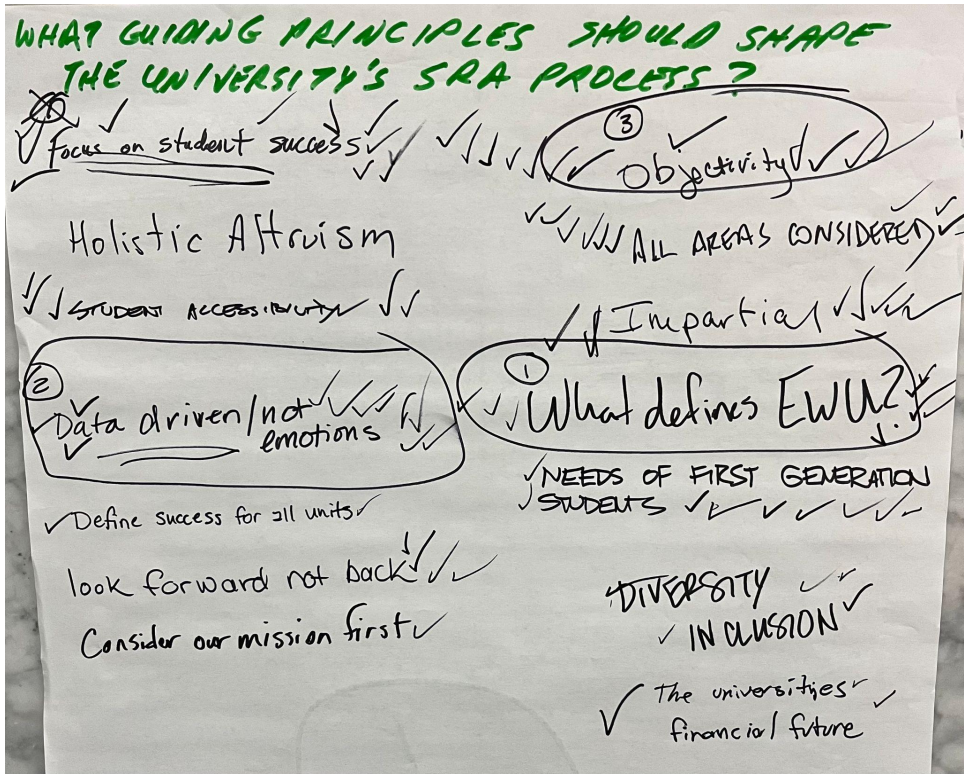 WHAT GUIDING PRINCIPLES SHOULD SHAPE
THE UNIVERSITY'S SRA PROCESS?
Focus on student success
Holistic Altruism
STUDENT ACCESSIBILITY
2
Data driven/not
emotions
Define success for all units
look forward not back
Consider our mission first
3
Objectivity
ALL AREAS CONSIDERED
Impartial
1
What defines EWU?
NEEDS OF FIRST GENERATION
STUDENTS
DIVERSITY
INCLUSION
The universities
financial future